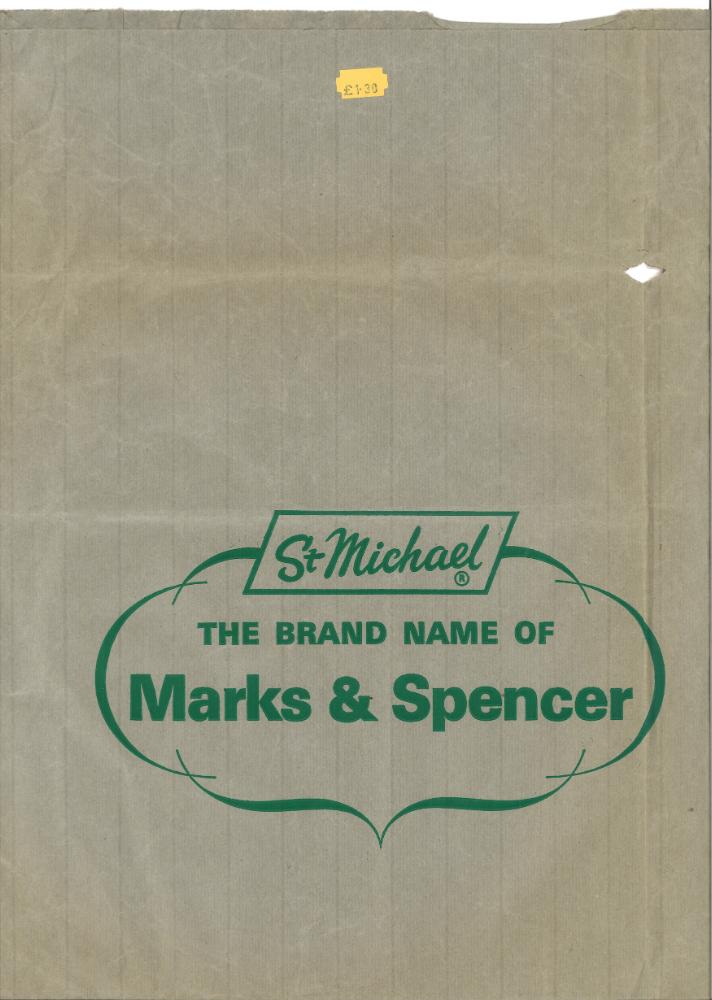 £1.30
St Michael®
THE BRAND NAME OF
Marks & Spencer